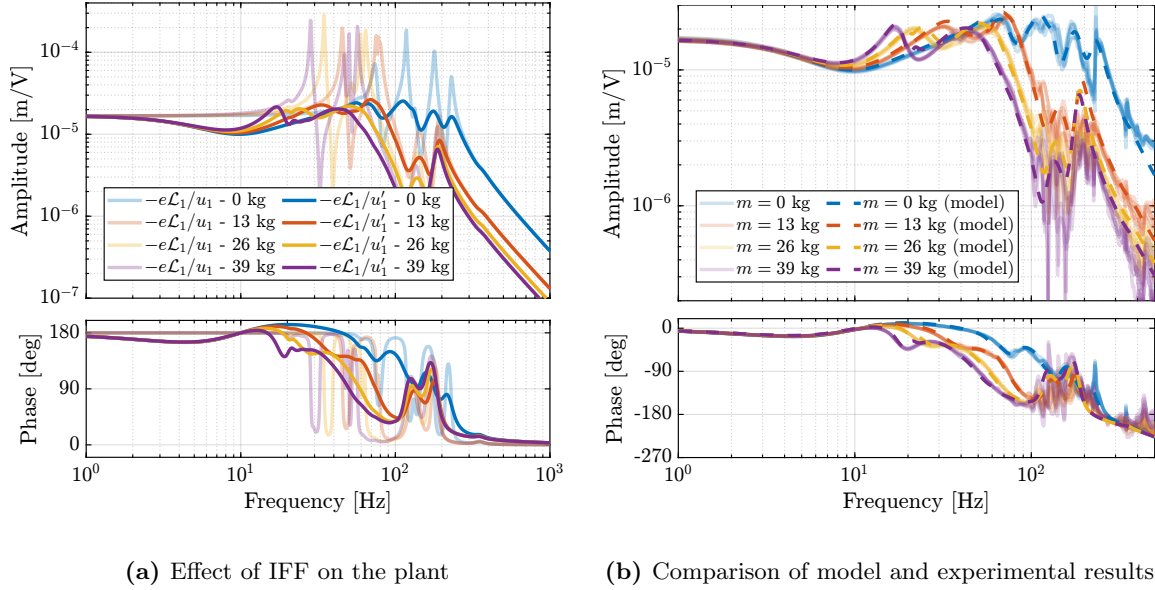 Amplitude [m/V]
10^{-4}
10^{-5}
10^{-6}
10^{-7}
−eℒ₁/u₁ - 0 kg
−eℒ₁/u₁ - 13 kg
−eℒ₁/u₁ - 26 kg
−eℒ₁/u₁ - 39 kg
−eℒ₁/u₁′ - 0 kg
−eℒ₁/u₁′ - 13 kg
−eℒ₁/u₁′ - 26 kg
−eℒ₁/u₁′ - 39 kg
Phase [deg]
180
90
0
10^0
10^1
10^2
10^3
Frequency [Hz]
(a) Effect of IFF on the plant
Amplitude [m/V]
10^{-5}
10^{-6}
m = 0 kg
m = 13 kg
m = 26 kg
m = 39 kg
m = 0 kg (model)
m = 13 kg (model)
m = 26 kg (model)
m = 39 kg (model)
Phase [deg]
0
-90
-180
-270
10^0
10^1
10^2
Frequency [Hz]
(b) Comparison of model and experimental results